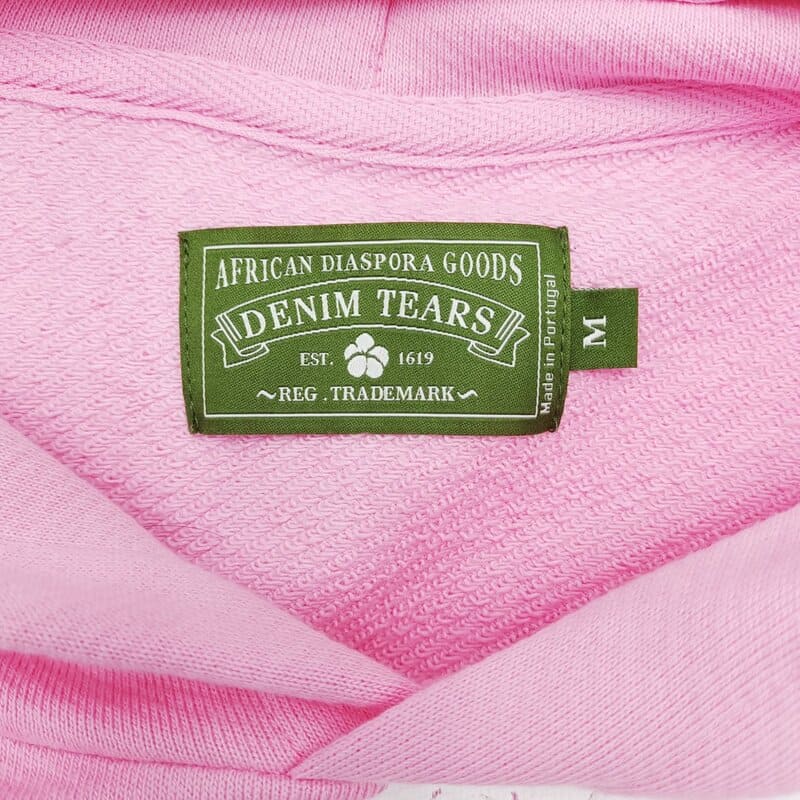 AFRICAN DIASPORA GOODS
DENIM TEARS
EST. 1619
~REG . TRADEMARK~
Made in Portugal
M